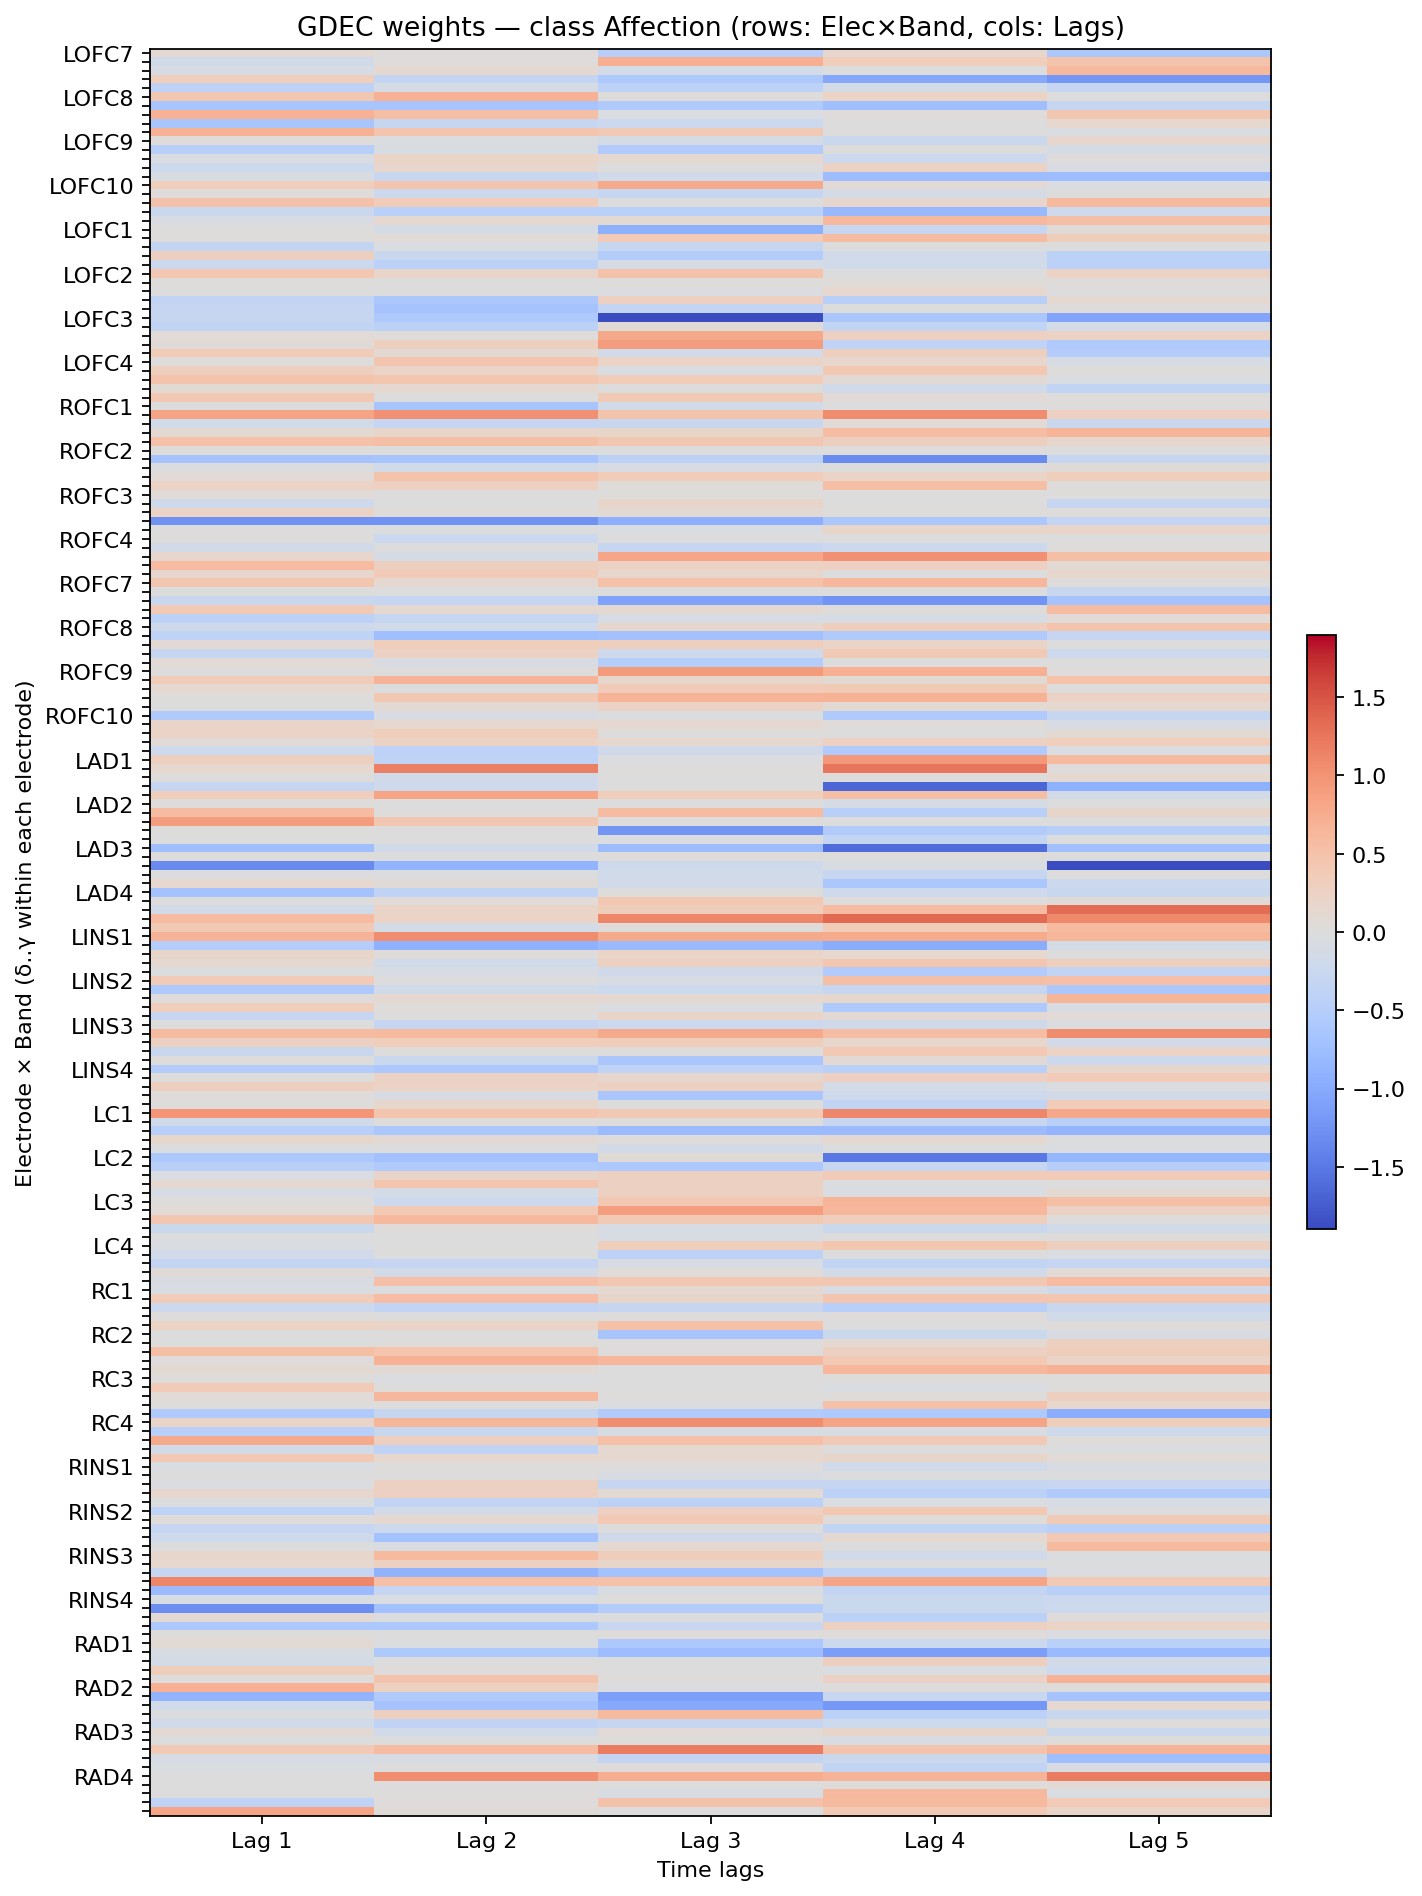 GDEC weights — class Affection (rows: Elec×Band, cols: Lags)
LOFC7
LOFC8
LOFC9
LOFC10
LOFC1
LOFC2
LOFC3
LOFC4
ROFC1
ROFC2
ROFC3
ROFC4
ROFC7
ROFC8
ROFC9
ROFC10
LAD1
LAD2
LAD3
LAD4
LINS1
LINS2
LINS3
LINS4
LC1
LC2
LC3
LC4
RC1
RC2
RC3
RC4
RINS1
RINS2
RINS3
RINS4
RAD1
RAD2
RAD3
RAD4
Electrode × Band (δ..γ within each electrode)
Lag 1
Lag 2
Lag 3
Lag 4
Lag 5
Time lags
1.5
1.0
0.5
0.0
−0.5
−1.0
−1.5